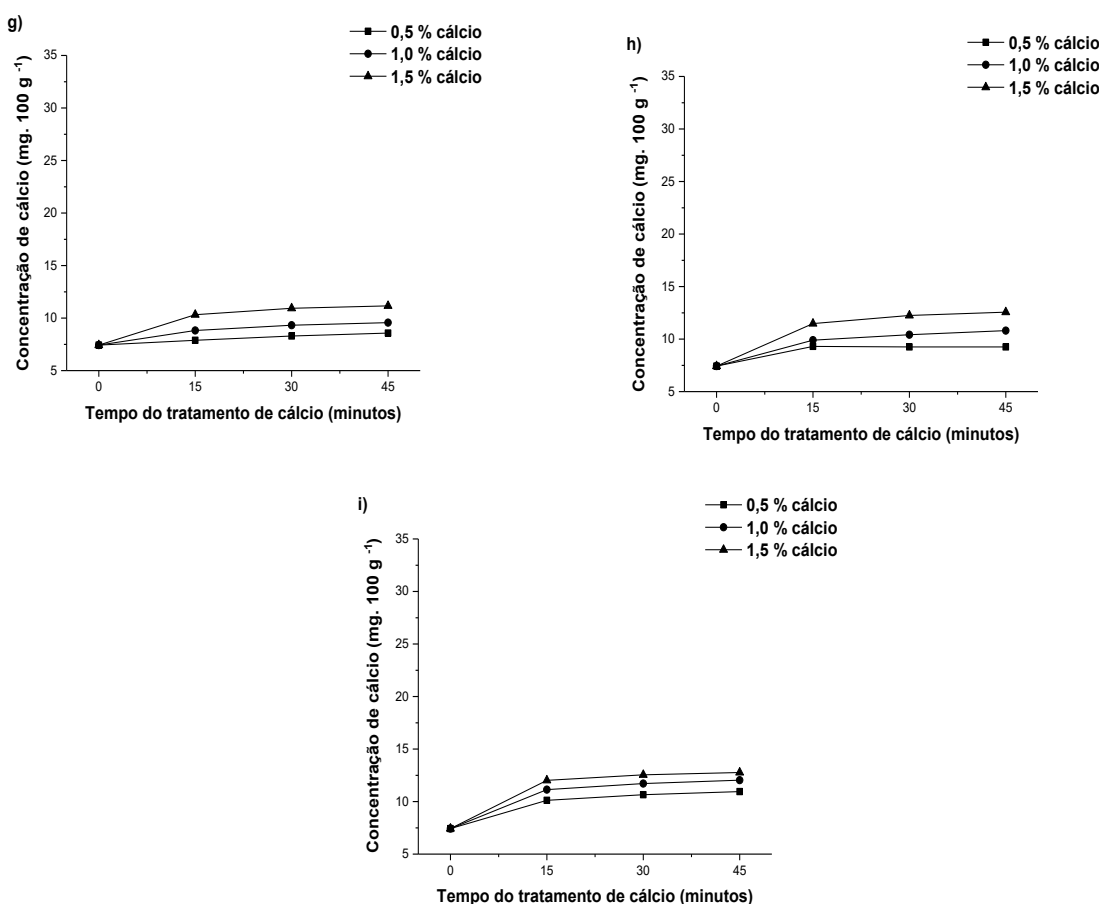 g)
0,5 % cálcio
1,0 % cálcio
1,5 % cálcio
Concentração de cálcio (mg. 100 g ⁻¹)
35
30
25
20
15
10
5
0 15 30 45
Tempo do tratamento de cálcio (minutos)
h)
0,5 % cálcio
1,0 % cálcio
1,5 % cálcio
Concentração de cálcio (mg. 100 g ⁻¹)
35
30
25
20
15
10
5
0 15 30 45
Tempo do tratamento de cálcio (minutos)
i)
0,5 % cálcio
1,0 % cálcio
1,5 % cálcio
Concentração de cálcio (mg. 100 g ⁻¹)
35
30
25
20
15
10
5
0 15 30 45
Tempo do tratamento de cálcio (minutos)